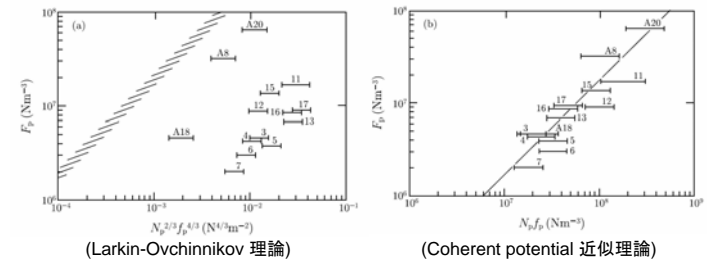 (a)
10⁸
A20
A8
11
15
12
17
16
13
A18
3
4
5
6
7
10⁷
10⁶
F_p (Nm⁻³)
10⁻⁴
10⁻³
10⁻²
10⁻¹
N_p^2/3 f_p^4/3 (N^4/3 m⁻²)
(Larkin-Ovchinnikov 理論)
(b)
10⁸
A20
A8
11
15
17
12
16
13
3
A18
4
5
6
7
10⁷
10⁶
F_p (Nm⁻³)
10⁶
10⁷
10⁸
10⁹
N_p f_p (Nm⁻³)
(Coherent potential 近似理論)